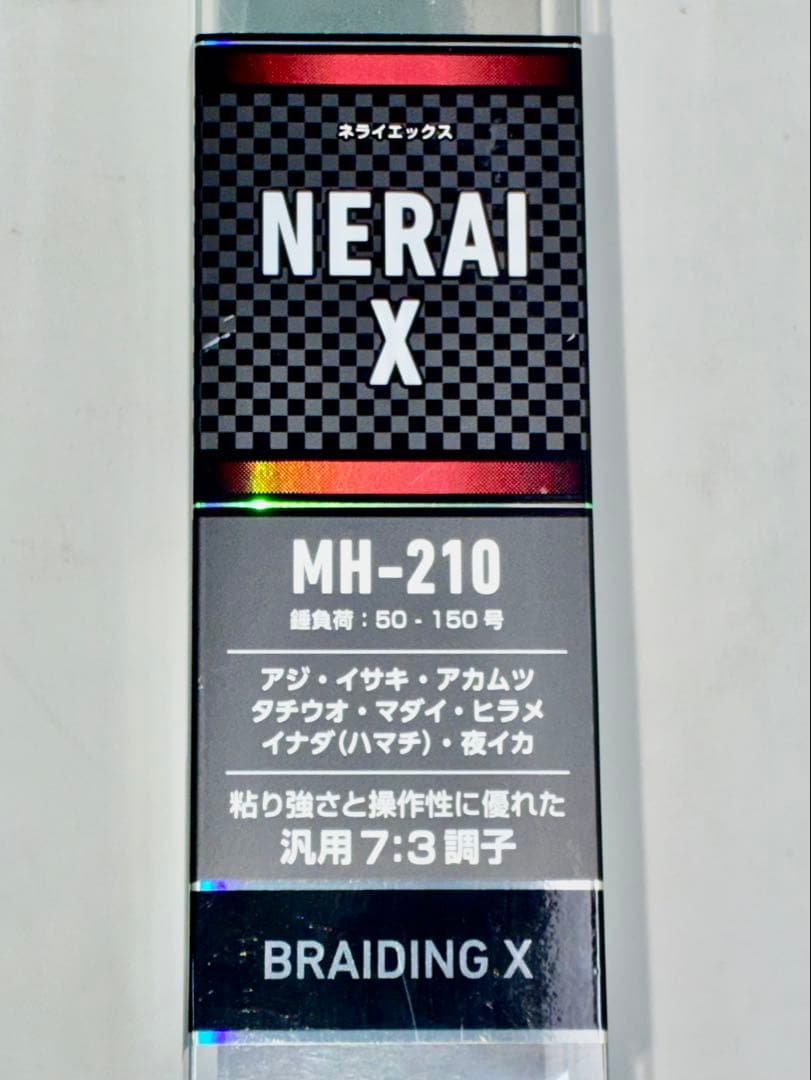 ネライエックス
NERAI
X
MH-210
錘負荷：50 - 150号
アジ・イサキ・アカムツ
タチウオ・マダイ・ヒラメ
イナダ(ハマチ)・夜イカ
粘り強さと操作性に優れた
汎用7:3調子
BRAIDING X